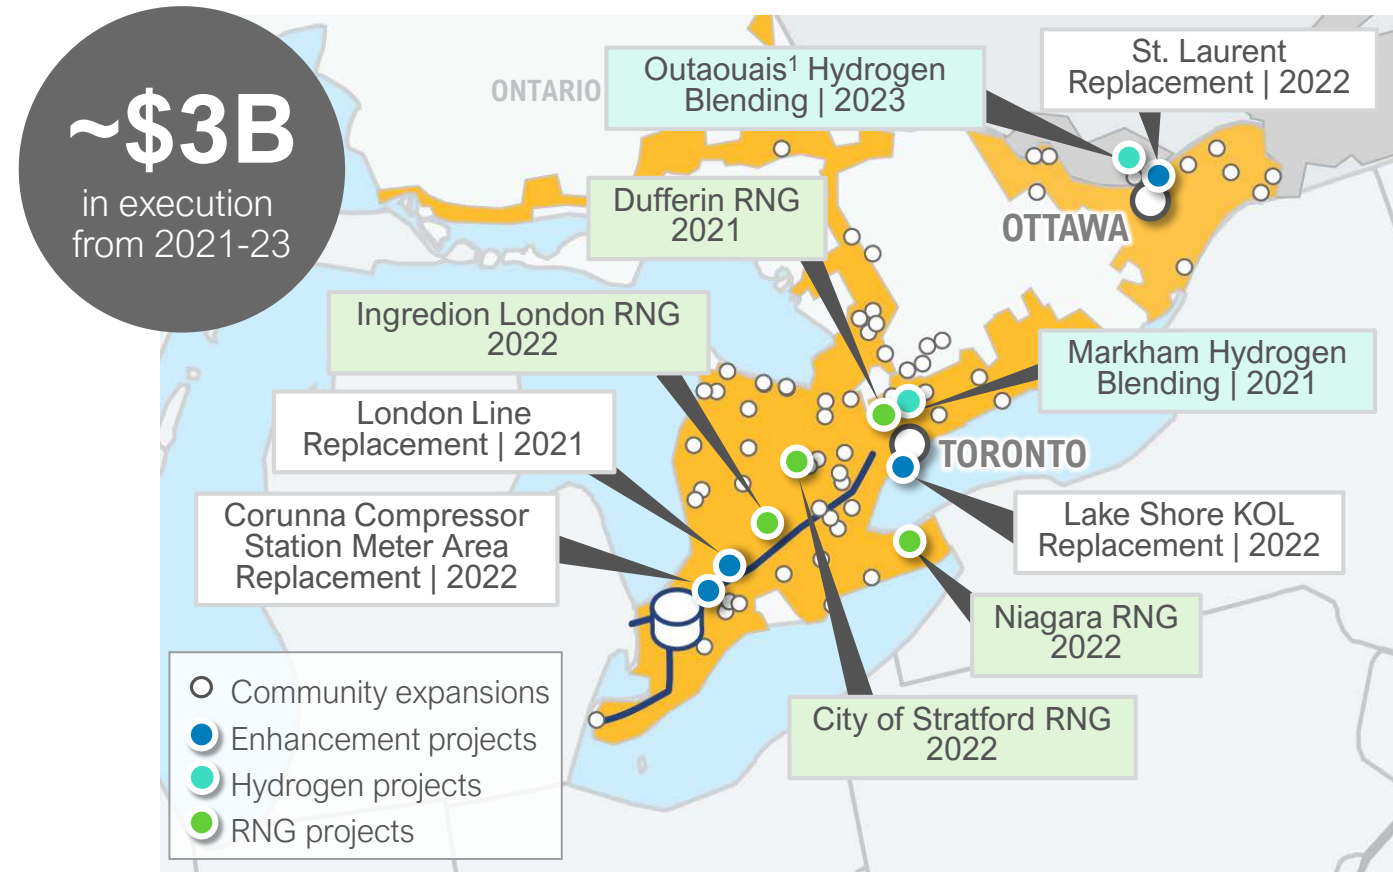 ~$3B
in execution
from 2021-23
ONTARIO
Outaouais¹ Hydrogen
Blending | 2023
St. Laurent
Replacement | 2022
Dufferin RNG
2021
OTTAWA
Ingredion London RNG
2022
Markham Hydrogen
Blending | 2021
London Line
Replacement | 2021
TORONTO
Corunna Compressor
Station Meter Area
Replacement | 2022
Lake Shore KOL
Replacement | 2022
Niagara RNG
2022
City of Stratford RNG
2022
Community expansions
Enhancement projects
Hydrogen projects
RNG projects